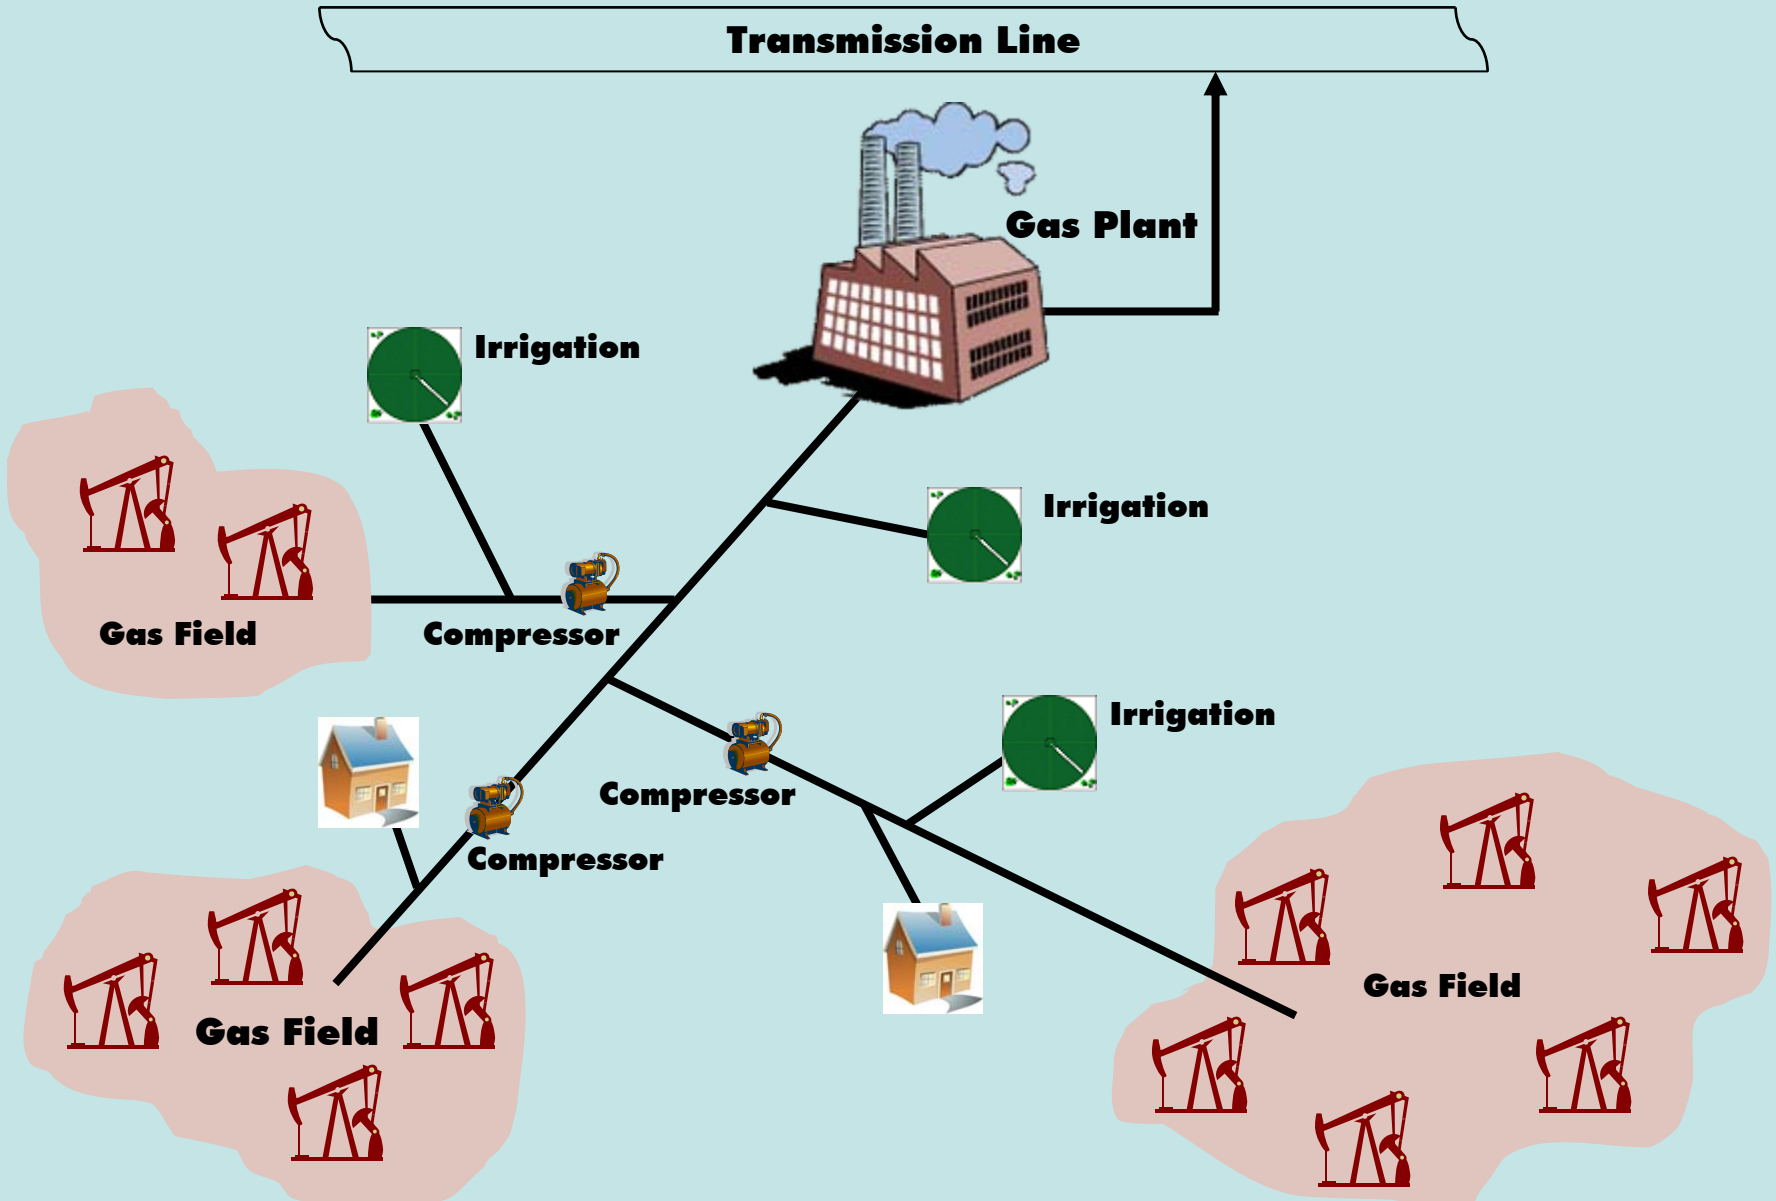 Transmission Line
Gas Plant
Irrigation
Irrigation
Gas Field
Compressor
Irrigation
Compressor
Compressor
Gas Field
Gas Field